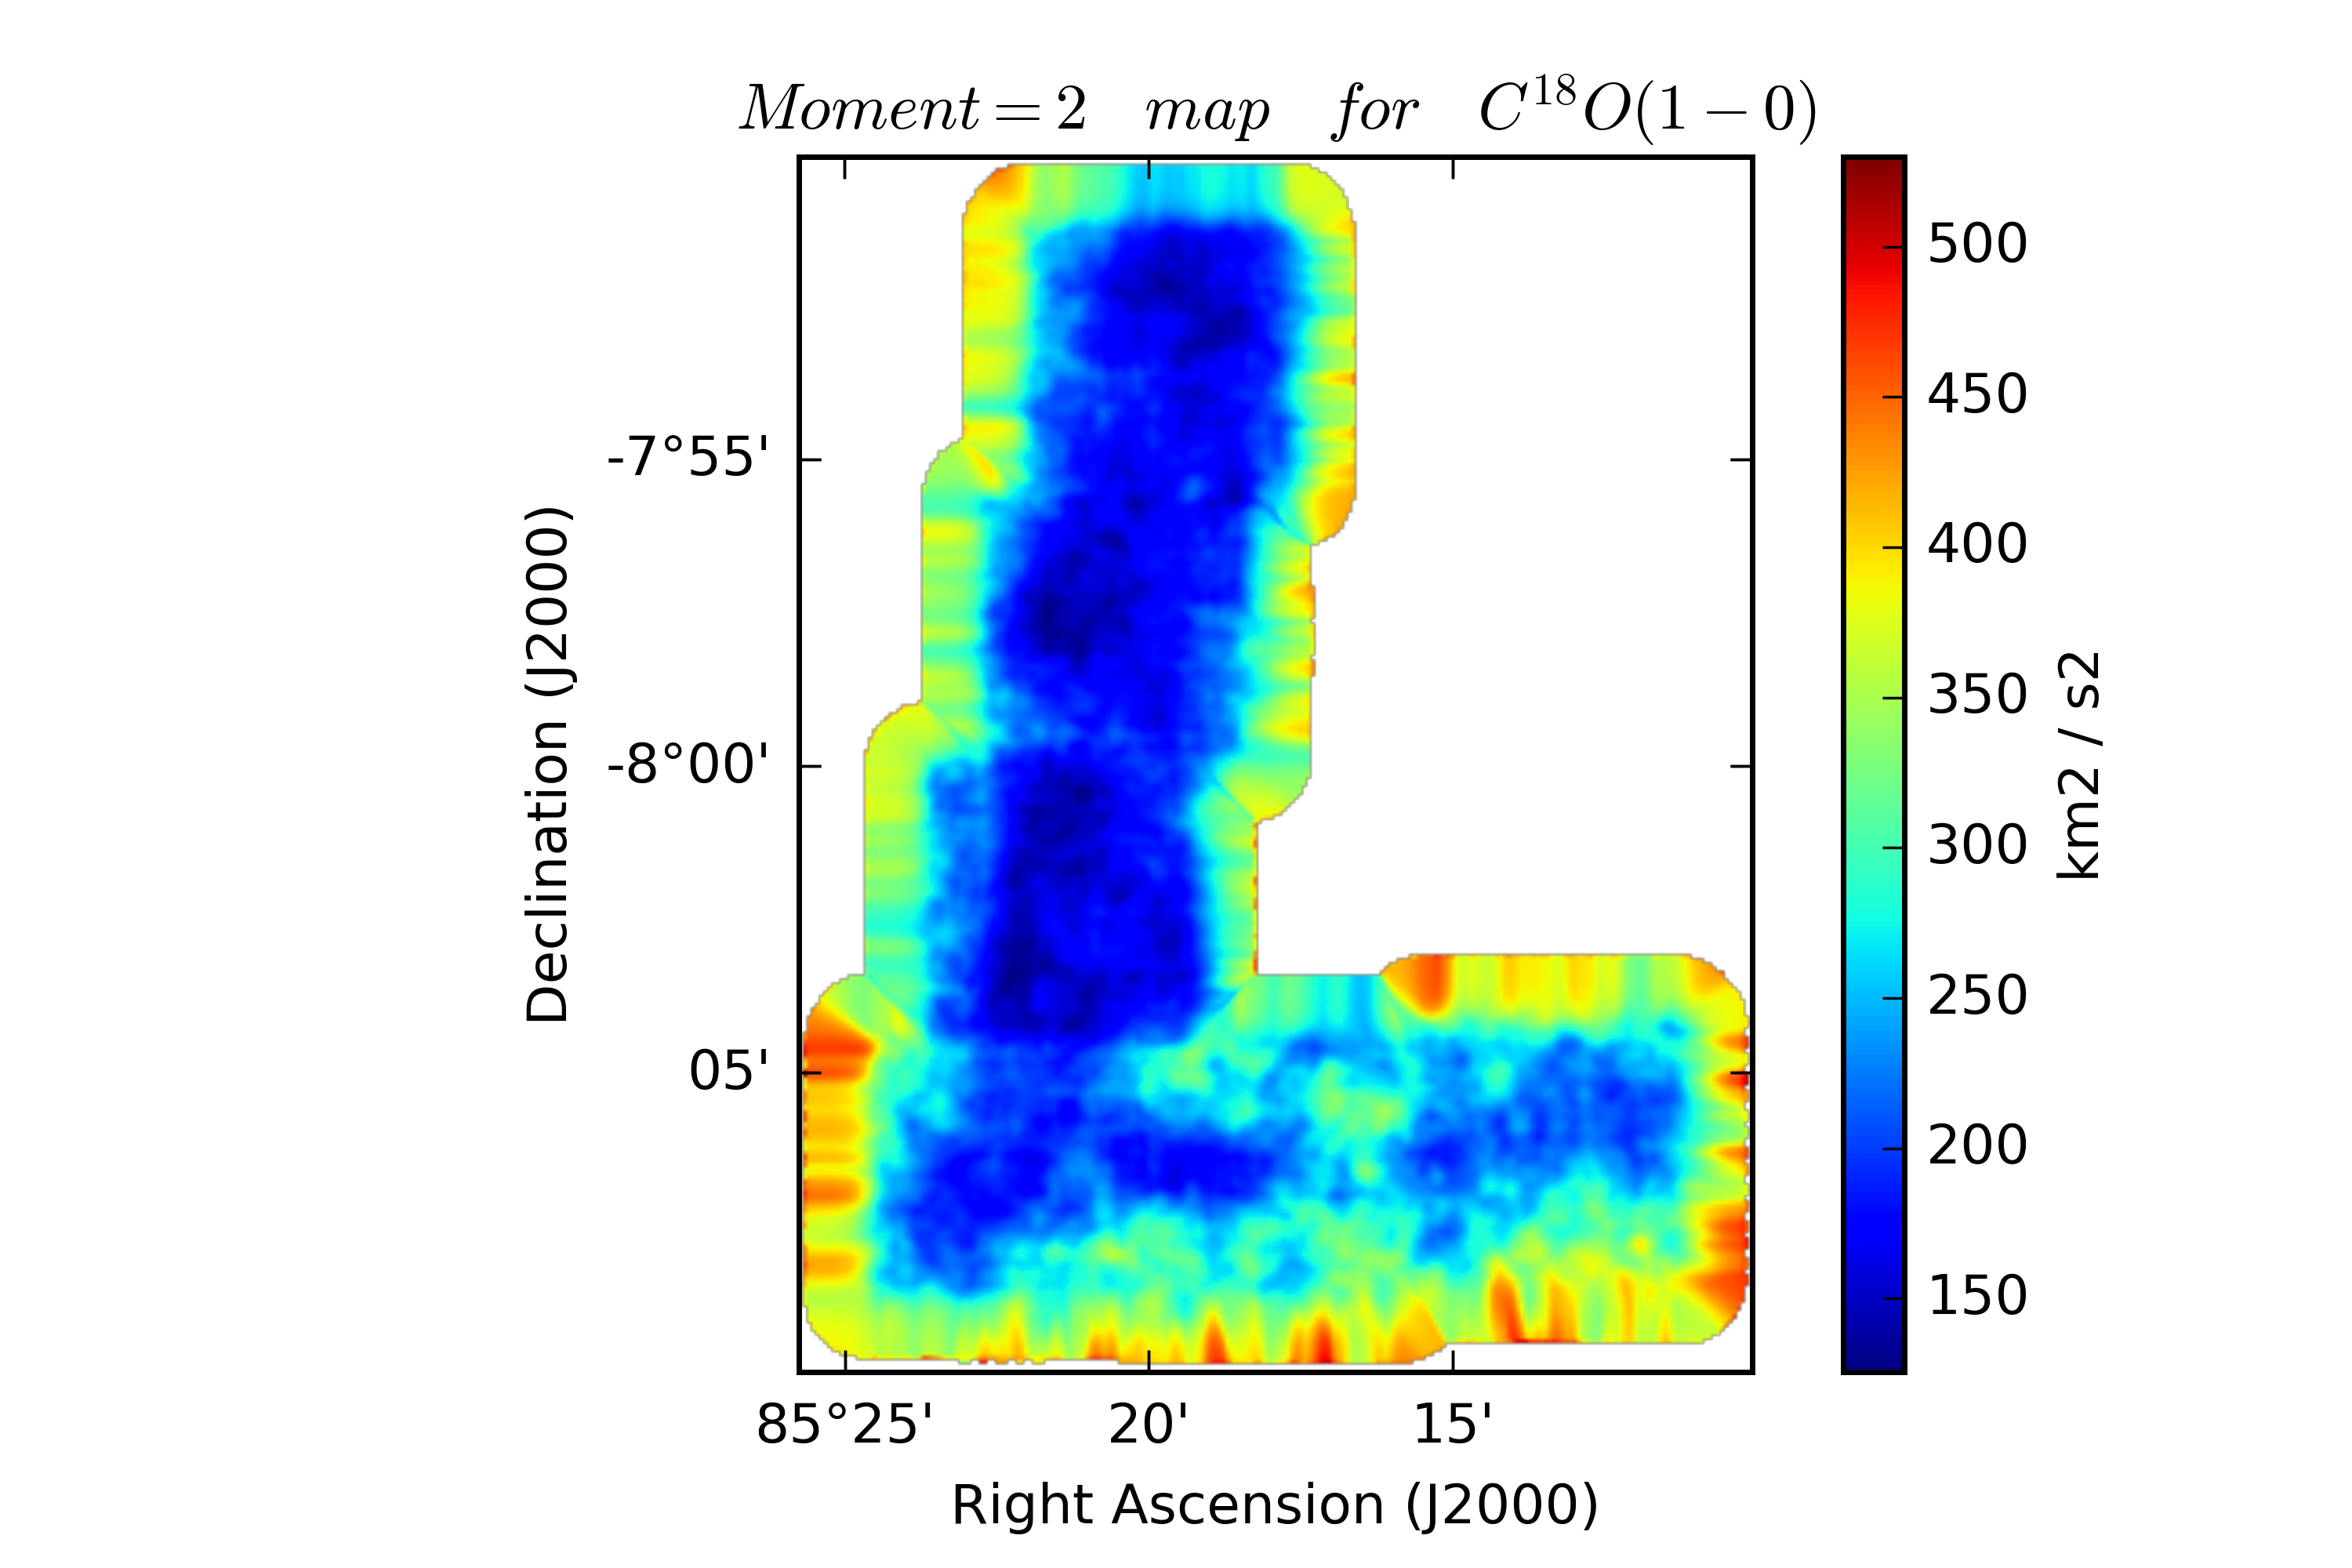 Moment=2 map for C¹⁸O(1−0)
Declination (J2000)
-7°55'
-8°00'
05'
85°25' 20' 15'
Right Ascension (J2000)
500
450
400
350
300
250
200
150
km2 / s2